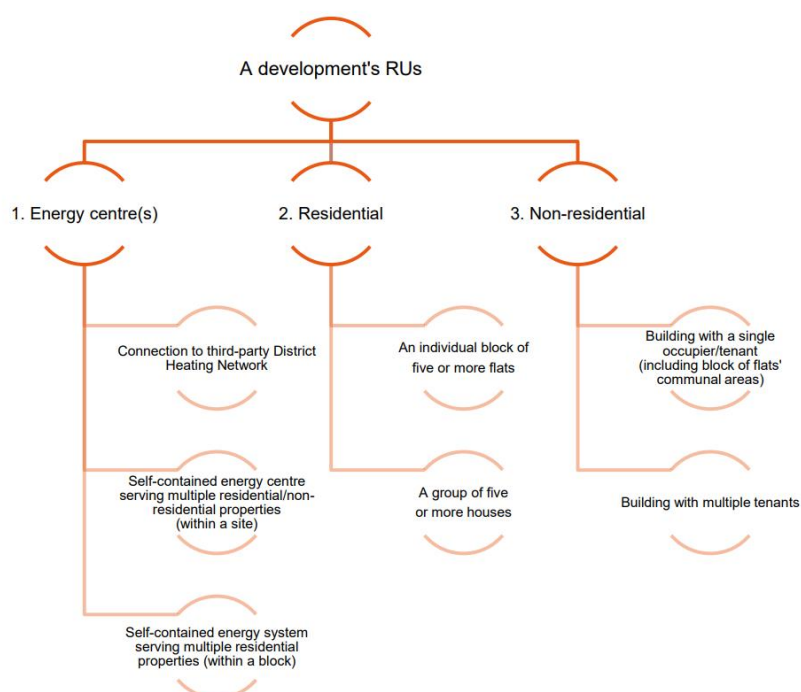 A development's RUs
1. Energy centre(s)
2. Residential
3. Non-residential
Connection to third-party District
Heating Network
An individual block of
five or more flats
Building with a single
occupier/tenant
(including block of flats'
communal areas)
Self-contained energy centre
serving multiple residential/non-
residential properties
(within a site)
A group of five
or more houses
Building with multiple tenants
Self-contained energy system
serving multiple residential
properties (within a block)